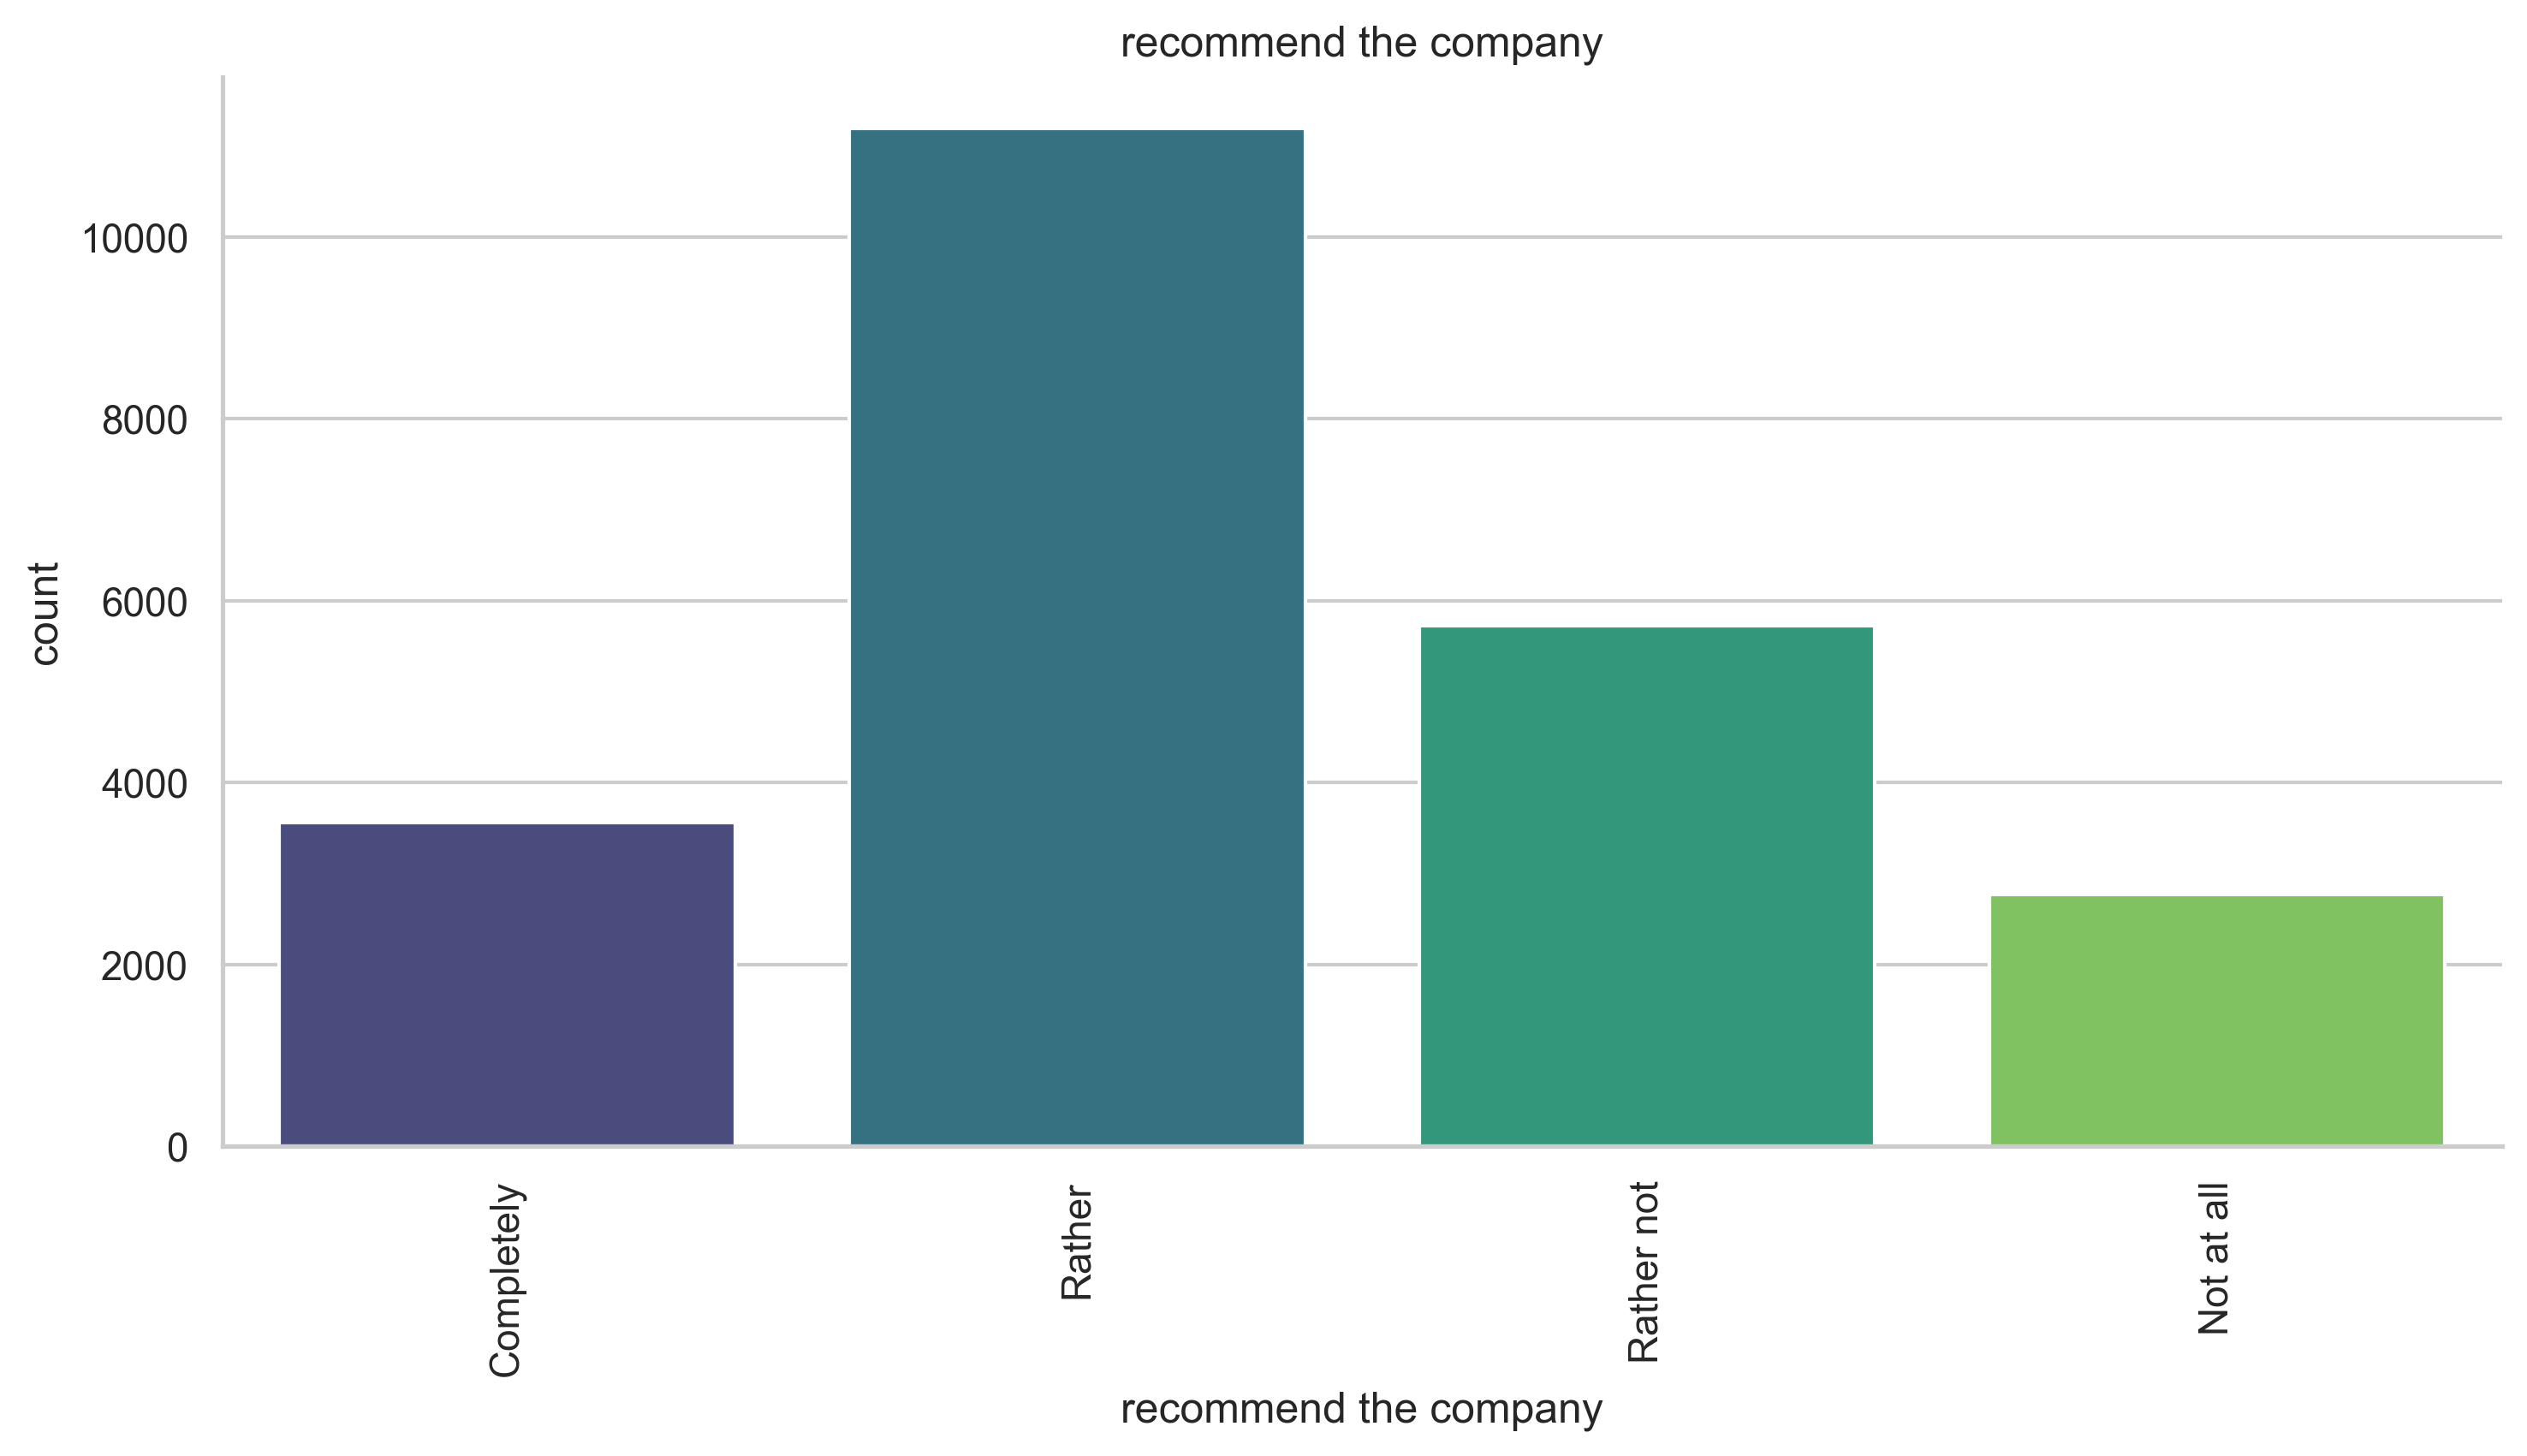 recommend the company
10000
8000
6000
4000
2000
0
count
Completely
Rather
Rather not
Not at all
recommend the company